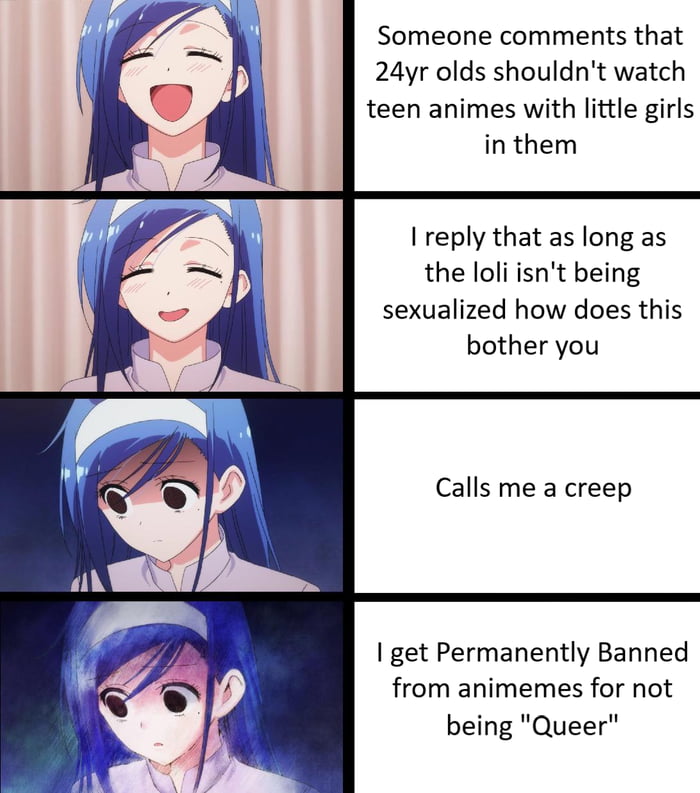 Someone comments that
24yr olds shouldn't watch
teen animes with little girls
in them
I reply that as long as
the loli isn't being
sexualized how does this
bother you
Calls me a creep
I get Permanently Banned
from animemes for not
being "Queer"